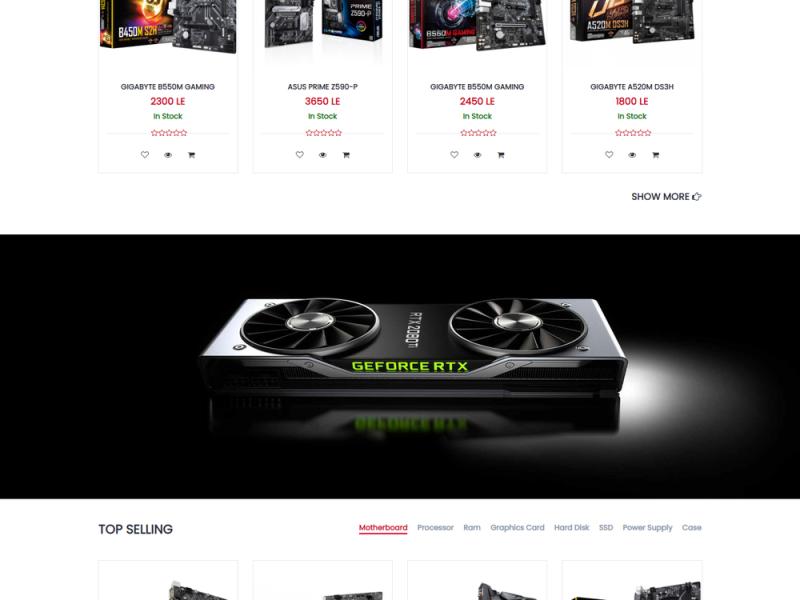 B450M S2H
PRIME
Z590-P
B550M GAMING
A520M DS3H
GIGABYTE B550M GAMING
ASUS PRIME Z590-P
GIGABYTE B550M GAMING
GIGABYTE A520M DS3H
2300 LE
3650 LE
2450 LE
1800 LE
In Stock
In Stock
In Stock
In Stock
SHOW MORE
RTX 2080 Ti
GEFORCE RTX
TOP SELLING
Motherboard
Processor
Ram
Graphics Card
Hard Disk
SSD
Power Supply
Case